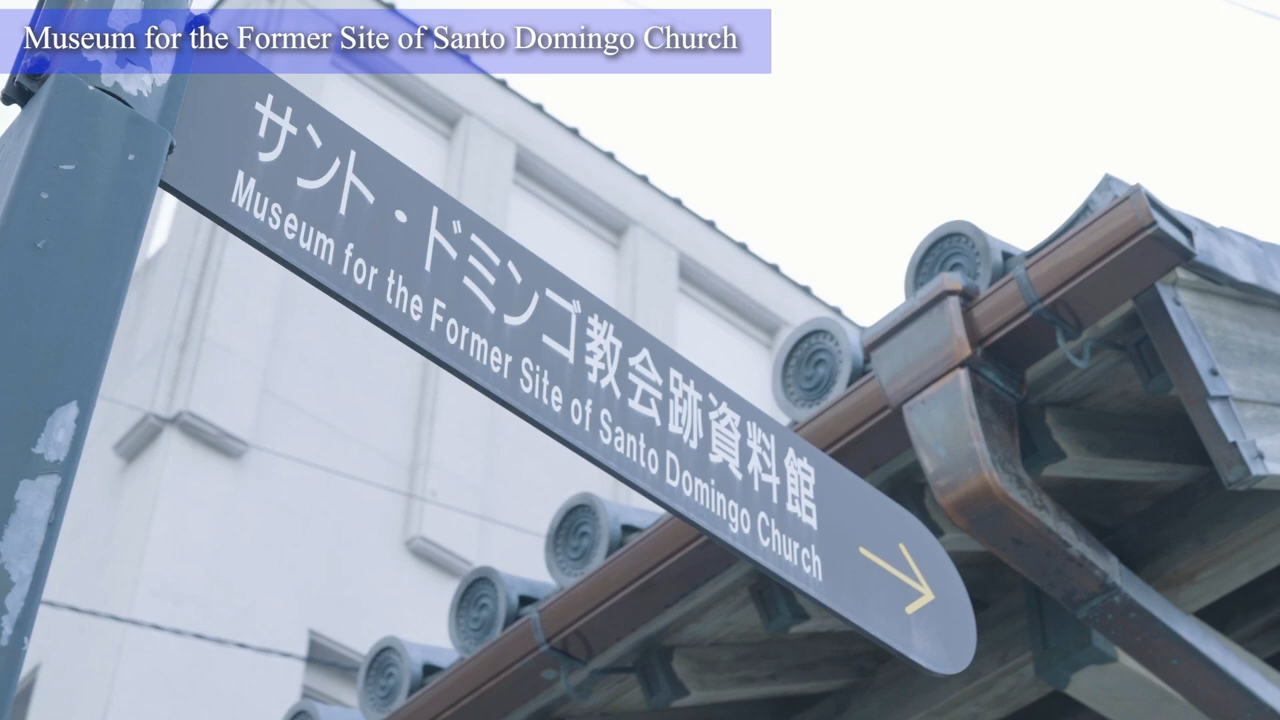 Museum for the Former Site of Santo Domingo Church
サント・ドミンゴ教会跡資料館
Museum for the Former Site of Santo Domingo Church